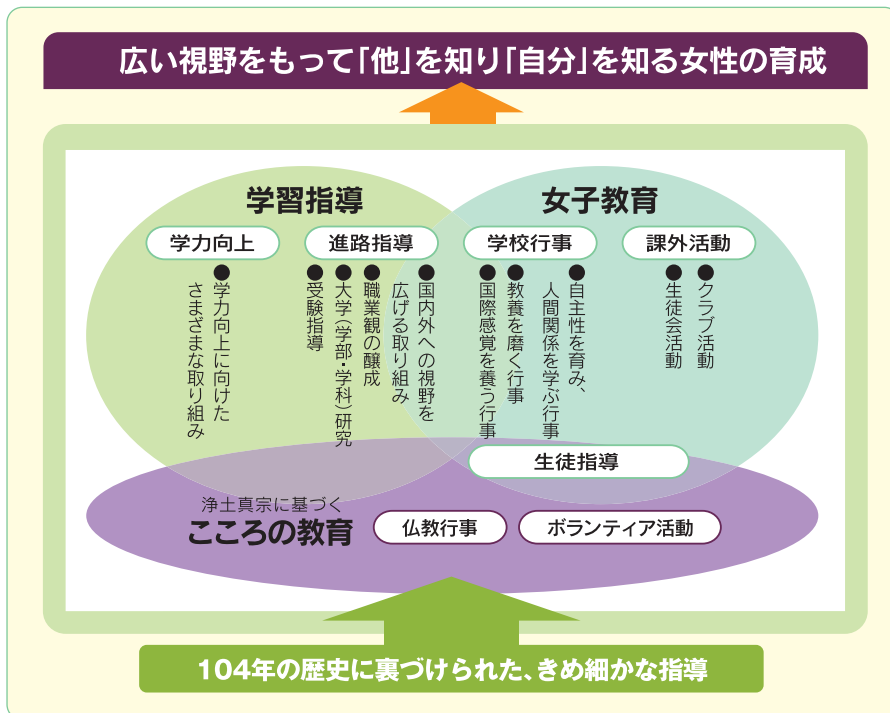 広い視野をもって「他」を知り「自分」を知る女性の育成
学習指導
学力向上
●学力向上に向けた
さまざまな取り組み
進路指導
●国内外への視野を
広げる取り組み
●職業観の醸成
●大学(学部・学科)研究
●受験指導
女子教育
学校行事
●自主性を育み、
人間関係を学ぶ行事
●教養を磨く行事
●国際感覚を養う行事
課外活動
●クラブ活動
●生徒会活動
生徒指導
浄土真宗に基づく
こころの教育
仏教行事
ボランティア活動
104年の歴史に裏づけられた、きめ細かな指導